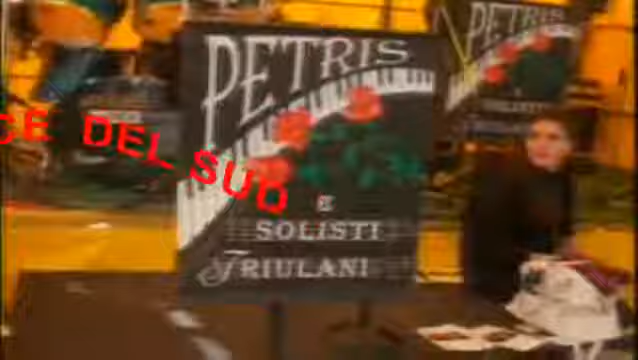 PETRIS
PETRIS
CE DEL SUD
E
SOLISTI
FRIULANI